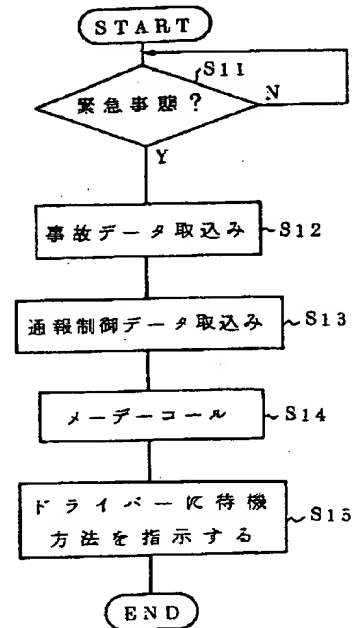 START
S11
緊急事態?
N
Y
事故データ取込み
S12
通報制御データ取込み
S13
メーデーコール
S14
ドライバーに待機
方法を指示する
S15
END